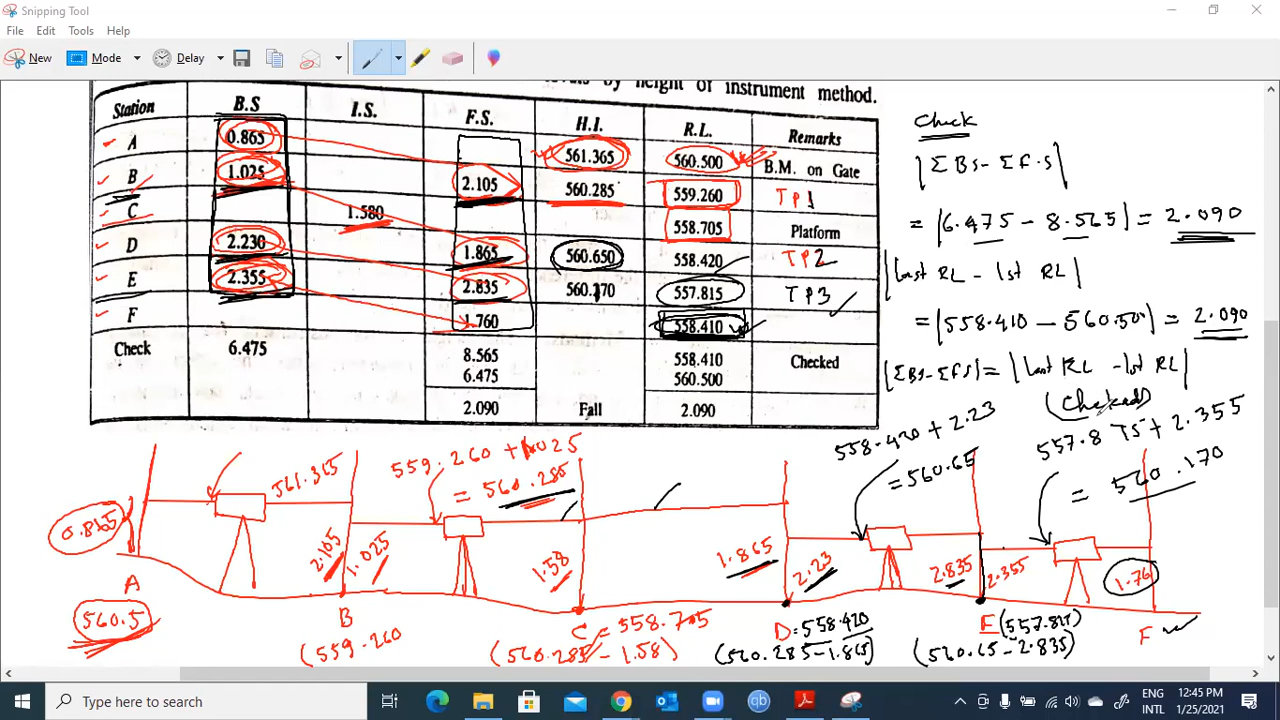 Snipping Tool
File Edit Tools Help
New Mode Delay
levels by height of instrument method.
Station B.S I.S. F.S. H.I. R.L. Remarks
A 0.865 561.365 560.500 B.M. on Gate
B 1.025 2.105 560.285 559.260 TP1
C 1.580 558.705 Platform
D 2.230 1.865 560.650 558.420 TP2
E 2.355 2.835 560.170 557.815 TP3
F 1.760 558.410
Check 6.475 8.565 558.410 Checked
6.475 560.500
2.090 Fall 2.090
Check
|ΣBS-ΣF.S|
= |6.475 - 8.565| = 2.090
|last RL - 1st RL|
= |558.410 - 560.500| = 2.090
|ΣBS-ΣFS| = |last RL - 1st RL|
(Checked)
561.365
559.260 + 1.025
= 560.285
558.420 + 2.23
= 560.65
557.815 + 2.355
= 560.170
0.865 2.105 1.025 1.58 1.865 2.23 2.835 2.355 1.76
A B C = 558.705 D = 558.420 E (557.815) F
560.5 (559.260 (560.285 - 1.58) (560.285-1.865) (560.65-2.835)
Type here to search
ENG 12:45 PM
INTL 1/25/2021